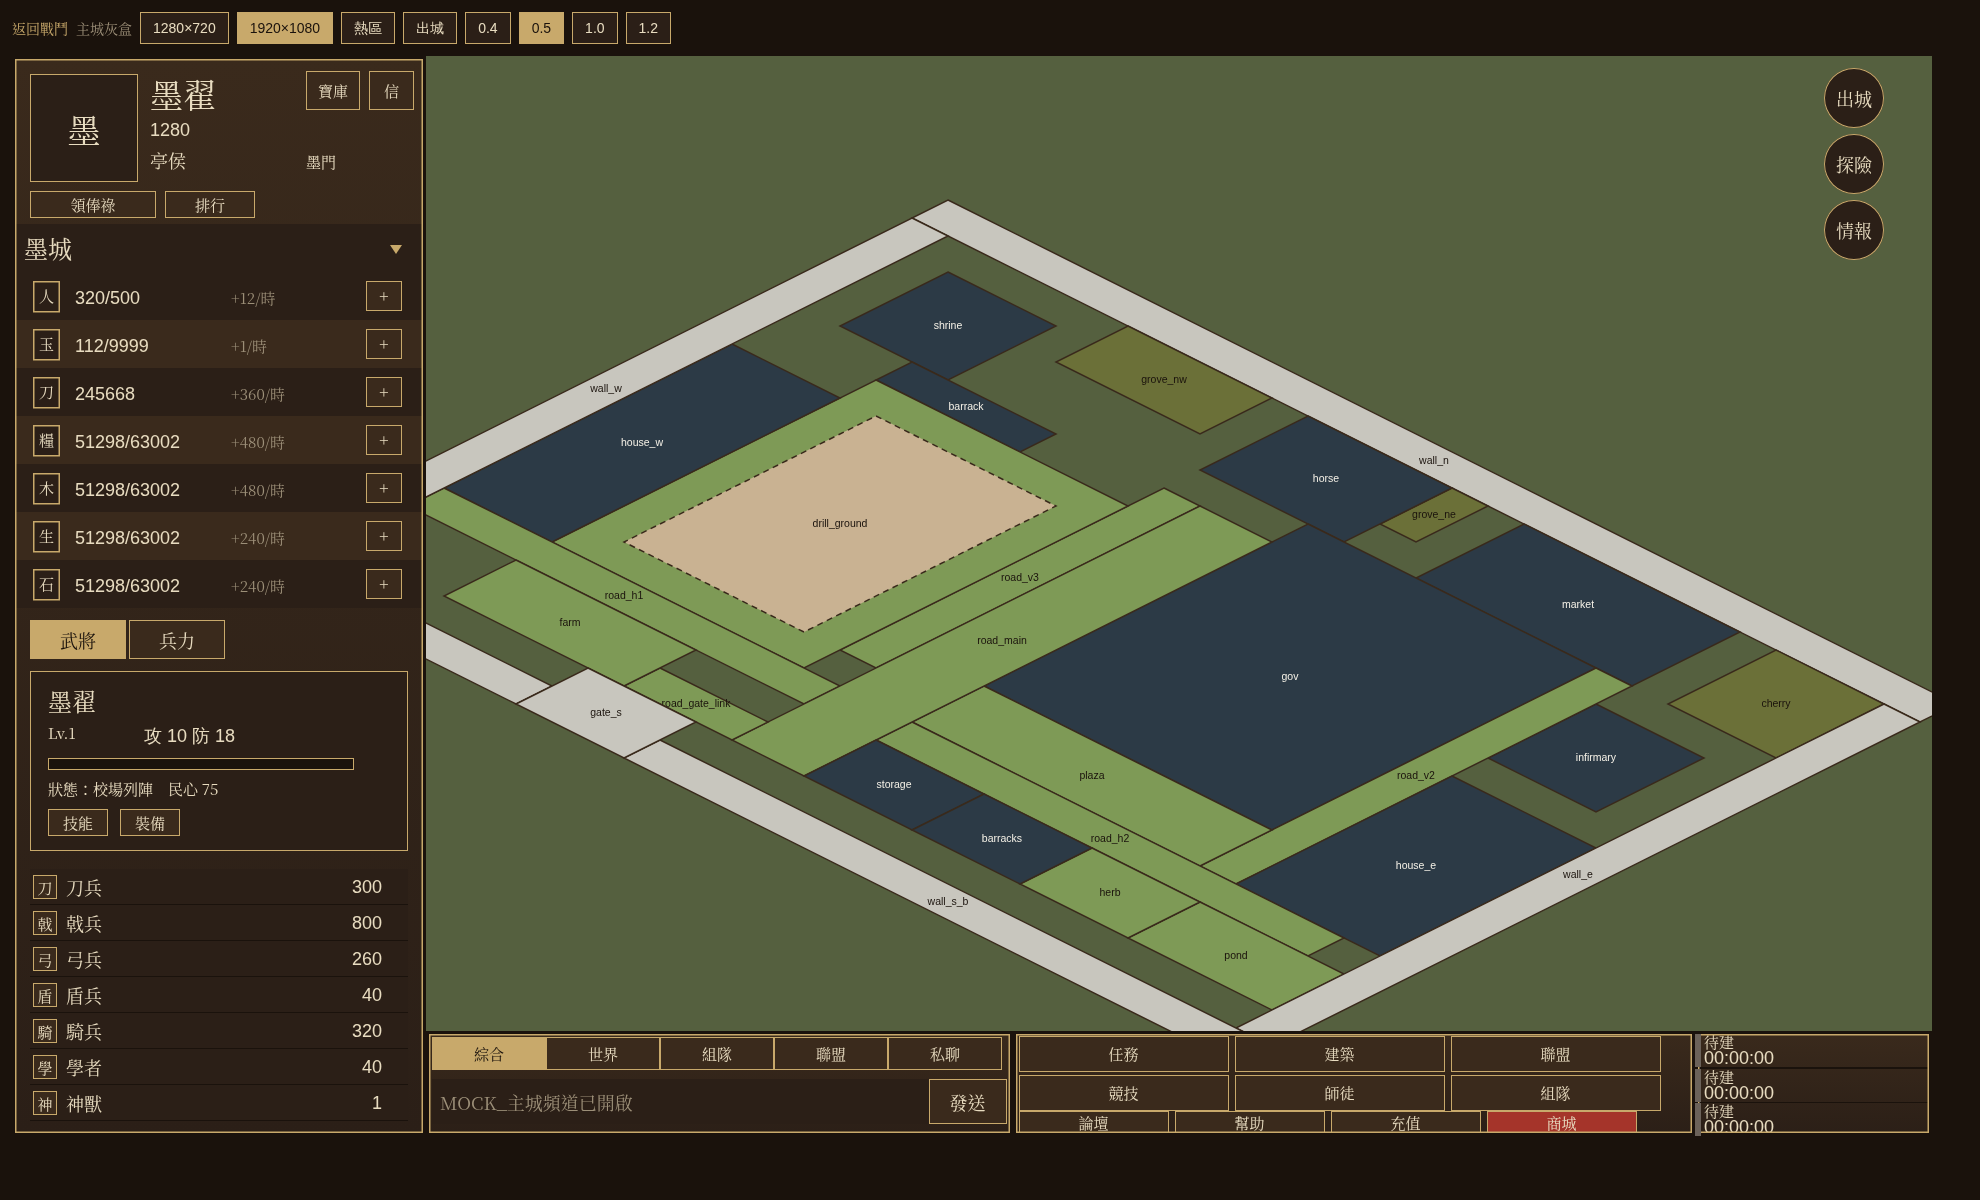 返回戰鬥 主城灰盒 1280×720 1920×1080 熱區 出城 0.4 0.5 1.0 1.2
墨
墨翟
寶庫 信
1280
亭侯 墨門
領俸祿 排行
墨城
人 320/500 +12/時 +
玉 112/9999 +1/時 +
刀 245668 +360/時 +
糧 51298/63002 +480/時 +
木 51298/63002 +480/時 +
生 51298/63002 +240/時 +
石 51298/63002 +240/時 +
武將 兵力
墨翟
Lv.1 攻 10 防 18
狀態：校場列陣 民心 75
技能 裝備
刀 刀兵 300
戟 戟兵 800
弓 弓兵 260
盾 盾兵 40
騎 騎兵 320
學 學者 40
神 神獸 1
出城
探險
情報
shrine
grove_nw
wall_w
barrack
house_w
wall_n
horse
grove_ne
drill_ground
road_v3
road_h1
market
farm
road_main
gov
road_gate_link
cherry
gate_s
infirmary
plaza
road_v2
storage
barracks
road_h2
house_e
wall_e
herb
wall_s_b
pond
綜合 世界 組隊 聯盟 私聊
MOCK_主城頻道已開啟 發送
任務 建築 聯盟
競技 師徒 組隊
論壇 幫助 充值 商城
待建
00:00:00
待建
00:00:00
待建
00:00:00